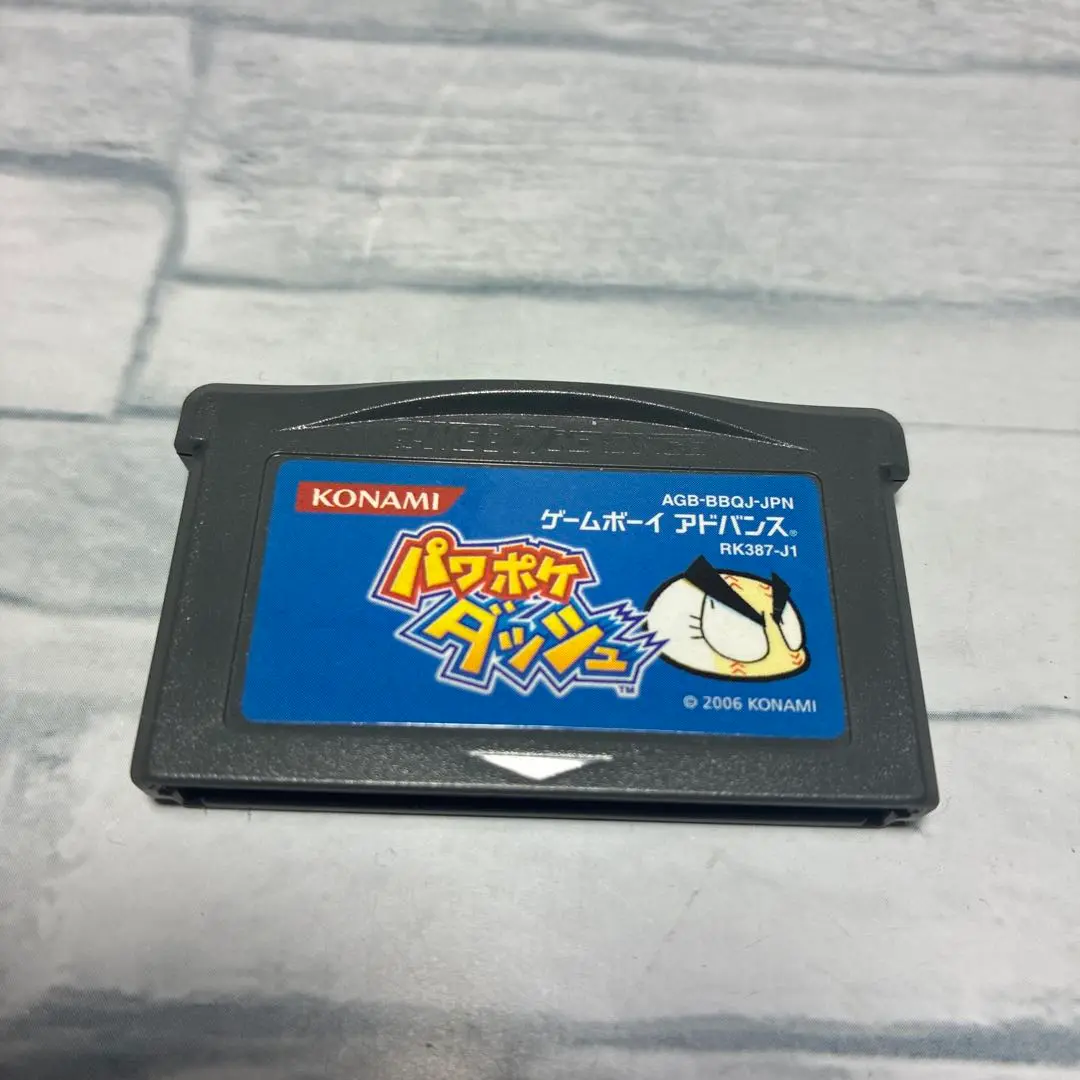 KONAMI
AGB-BBQJ-JPN
ゲームボーイ アドバンス®
RK387-J1
パワポケ
ダッシュ
TM
© 2006 KONAMI